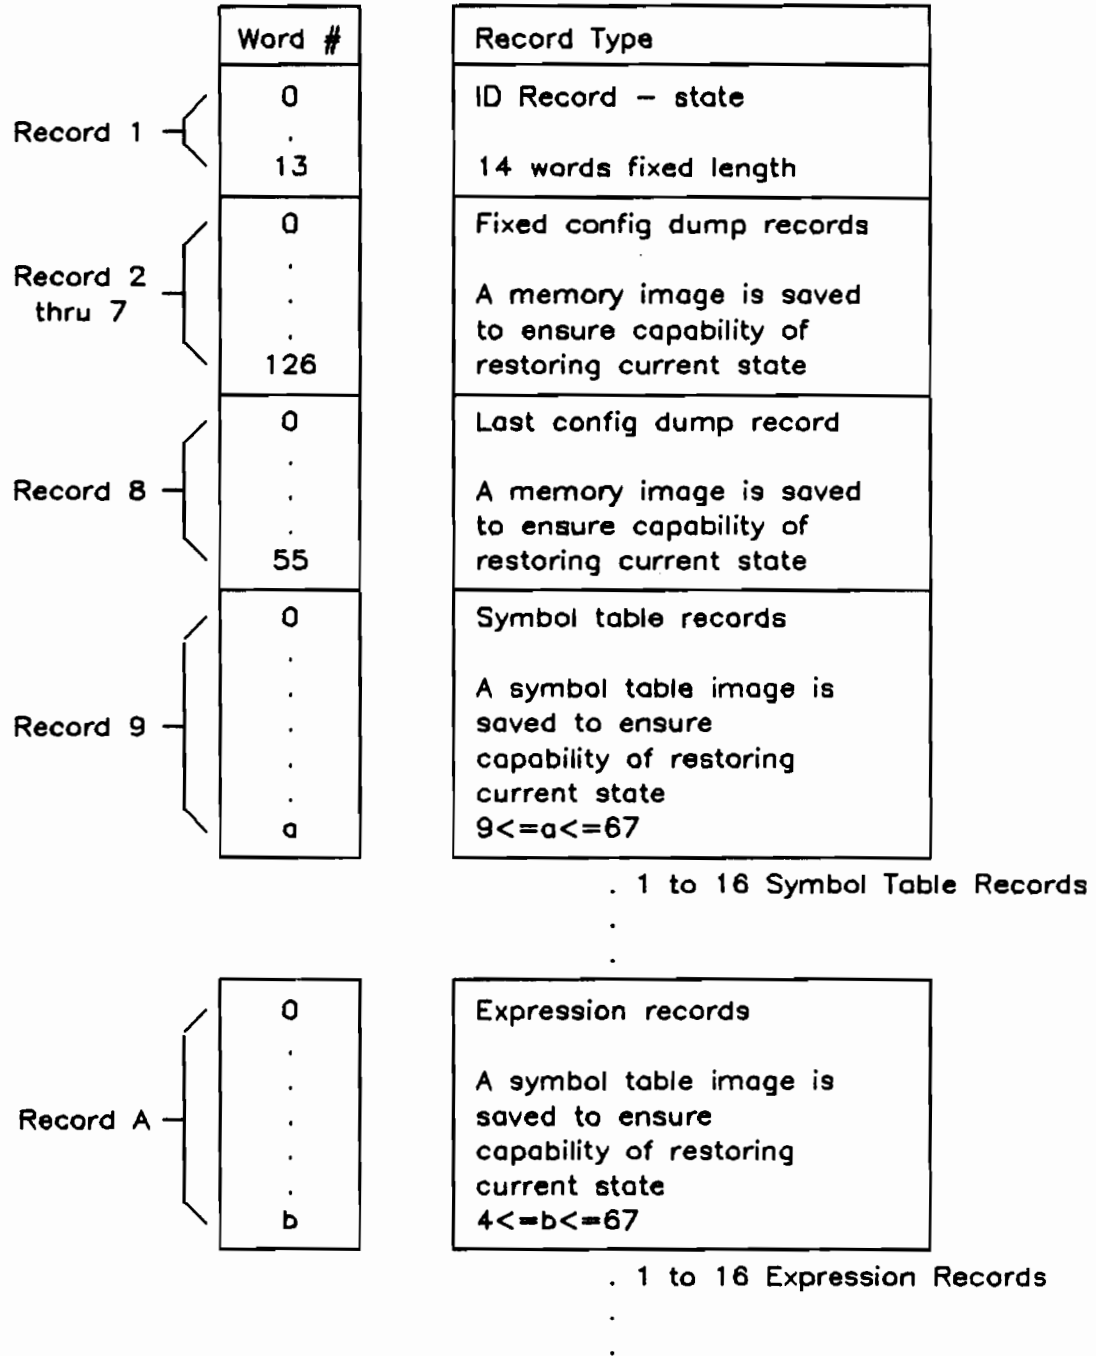 Word #
Record Type
Record 1
0
.
13
ID Record – state
14 words fixed length
Record 2
thru 7
0
.
.
.
126
Fixed config dump records
A memory image is saved
to ensure capability of
restoring current state
Record 8
0
.
.
.
55
Last config dump record
A memory image is saved
to ensure capability of
restoring current state
Record 9
0
.
.
.
.
.
a
Symbol table records
A symbol table image is
saved to ensure
capability of restoring
current state
9<=a<=67
. 1 to 16 Symbol Table Records
.
.
Record A
0
.
.
.
.
.
b
Expression records
A symbol table image is
saved to ensure
capability of restoring
current state
4<=b<=67
. 1 to 16 Expression Records
.
.